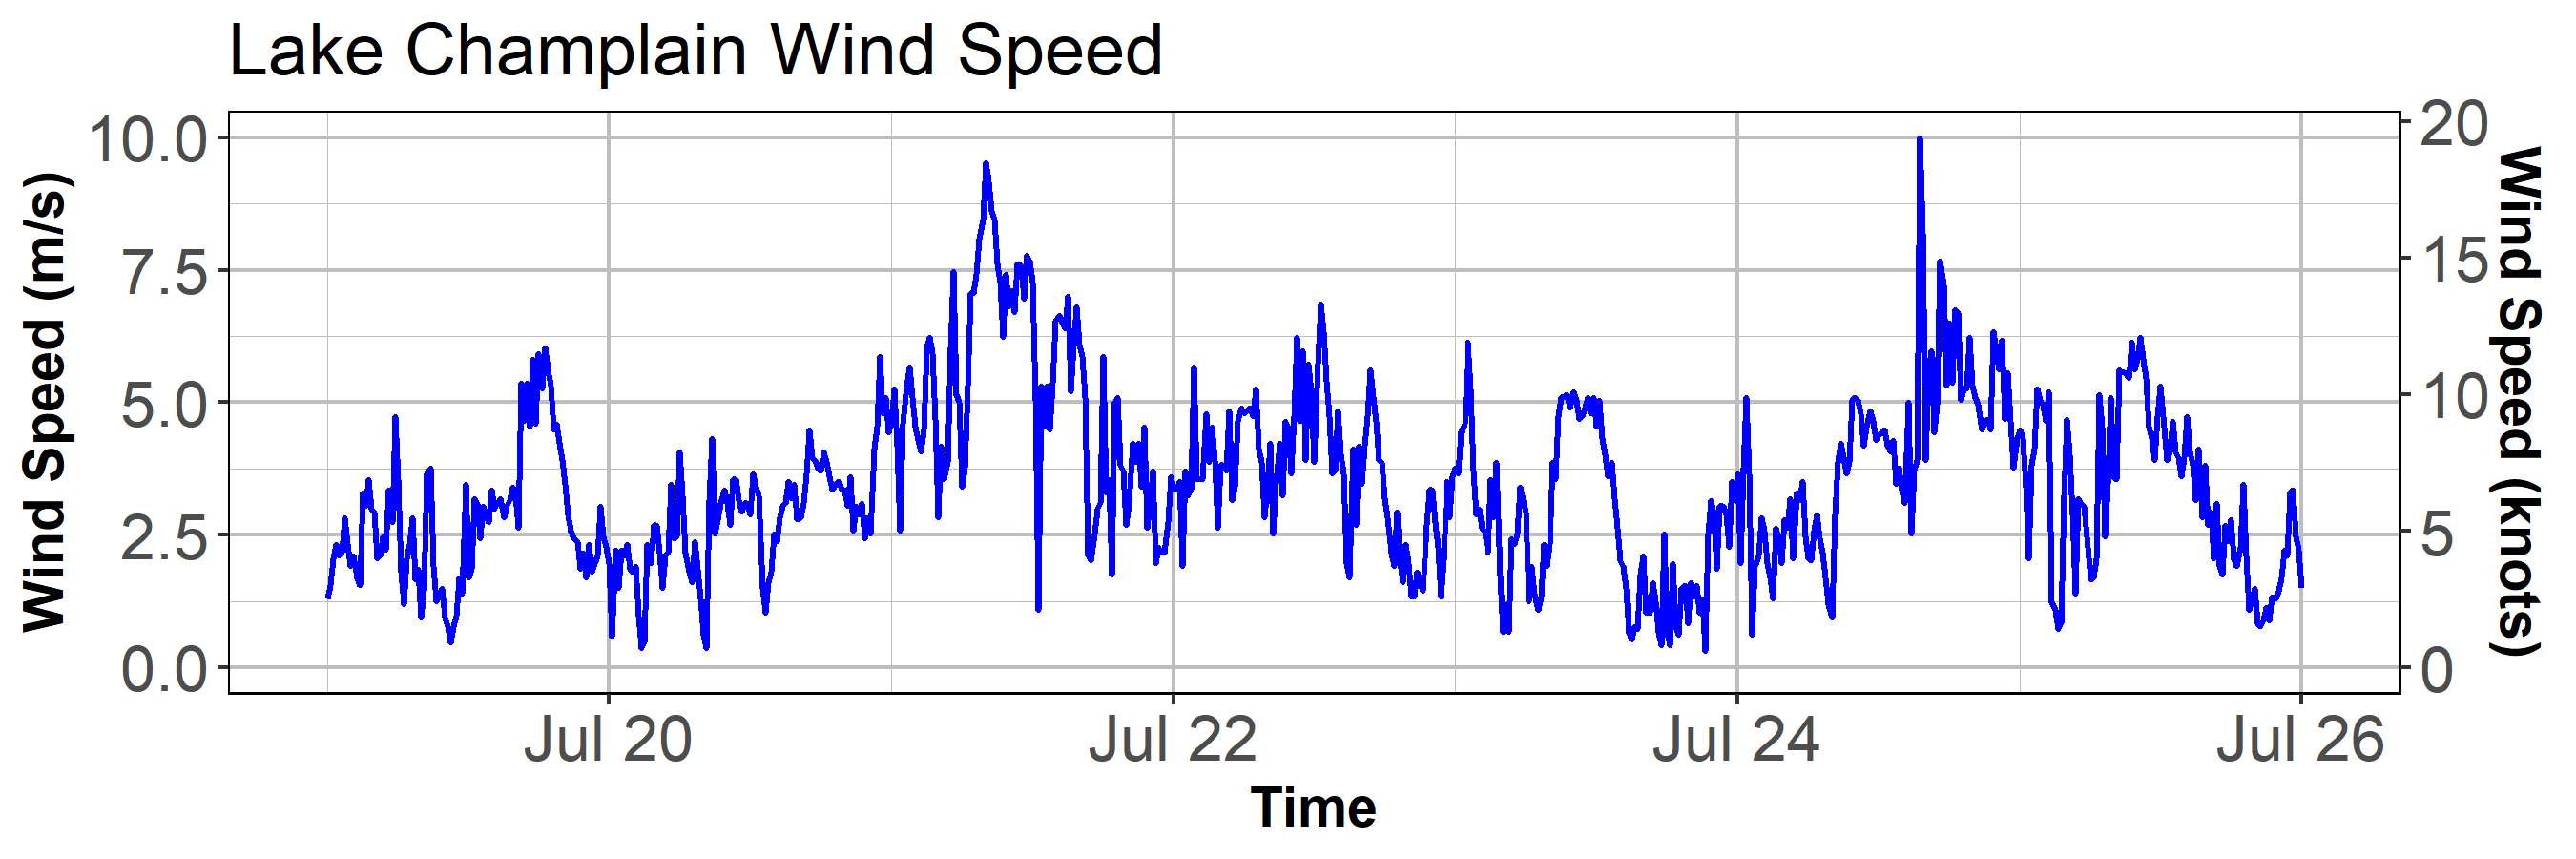 Lake Champlain Wind Speed
Wind Speed (m/s)
10.0
7.5
5.0
2.5
0.0
20
15
10
5
0
Wind Speed (knots)
Jul 20
Jul 22
Jul 24
Jul 26
Time